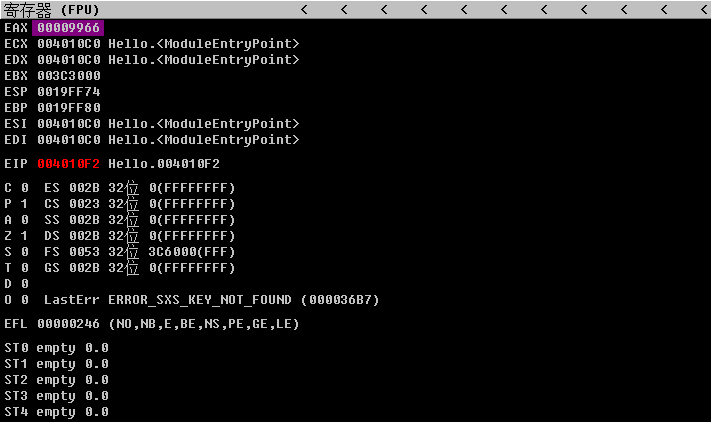 寄存器 (FPU) < < < < < < < < < < <
EAX 00009966
ECX 004010C0 Hello.<ModuleEntryPoint>
EDX 004010C0 Hello.<ModuleEntryPoint>
EBX 003C3000
ESP 0019FF74
EBP 0019FF80
ESI 004010C0 Hello.<ModuleEntryPoint>
EDI 004010C0 Hello.<ModuleEntryPoint>
EIP 004010F2 Hello.004010F2
C 0 ES 002B 32位 0(FFFFFFFF)
P 1 CS 0023 32位 0(FFFFFFFF)
A 0 SS 002B 32位 0(FFFFFFFF)
Z 1 DS 002B 32位 0(FFFFFFFF)
S 0 FS 0053 32位 3C6000(FFF)
T 0 GS 002B 32位 0(FFFFFFFF)
D 0
O 0 LastErr ERROR_SXS_KEY_NOT_FOUND (000036B7)
EFL 00000246 (NO,NB,E,BE,NS,PE,GE,LE)
ST0 empty 0.0
ST1 empty 0.0
ST2 empty 0.0
ST3 empty 0.0
ST4 empty 0.0